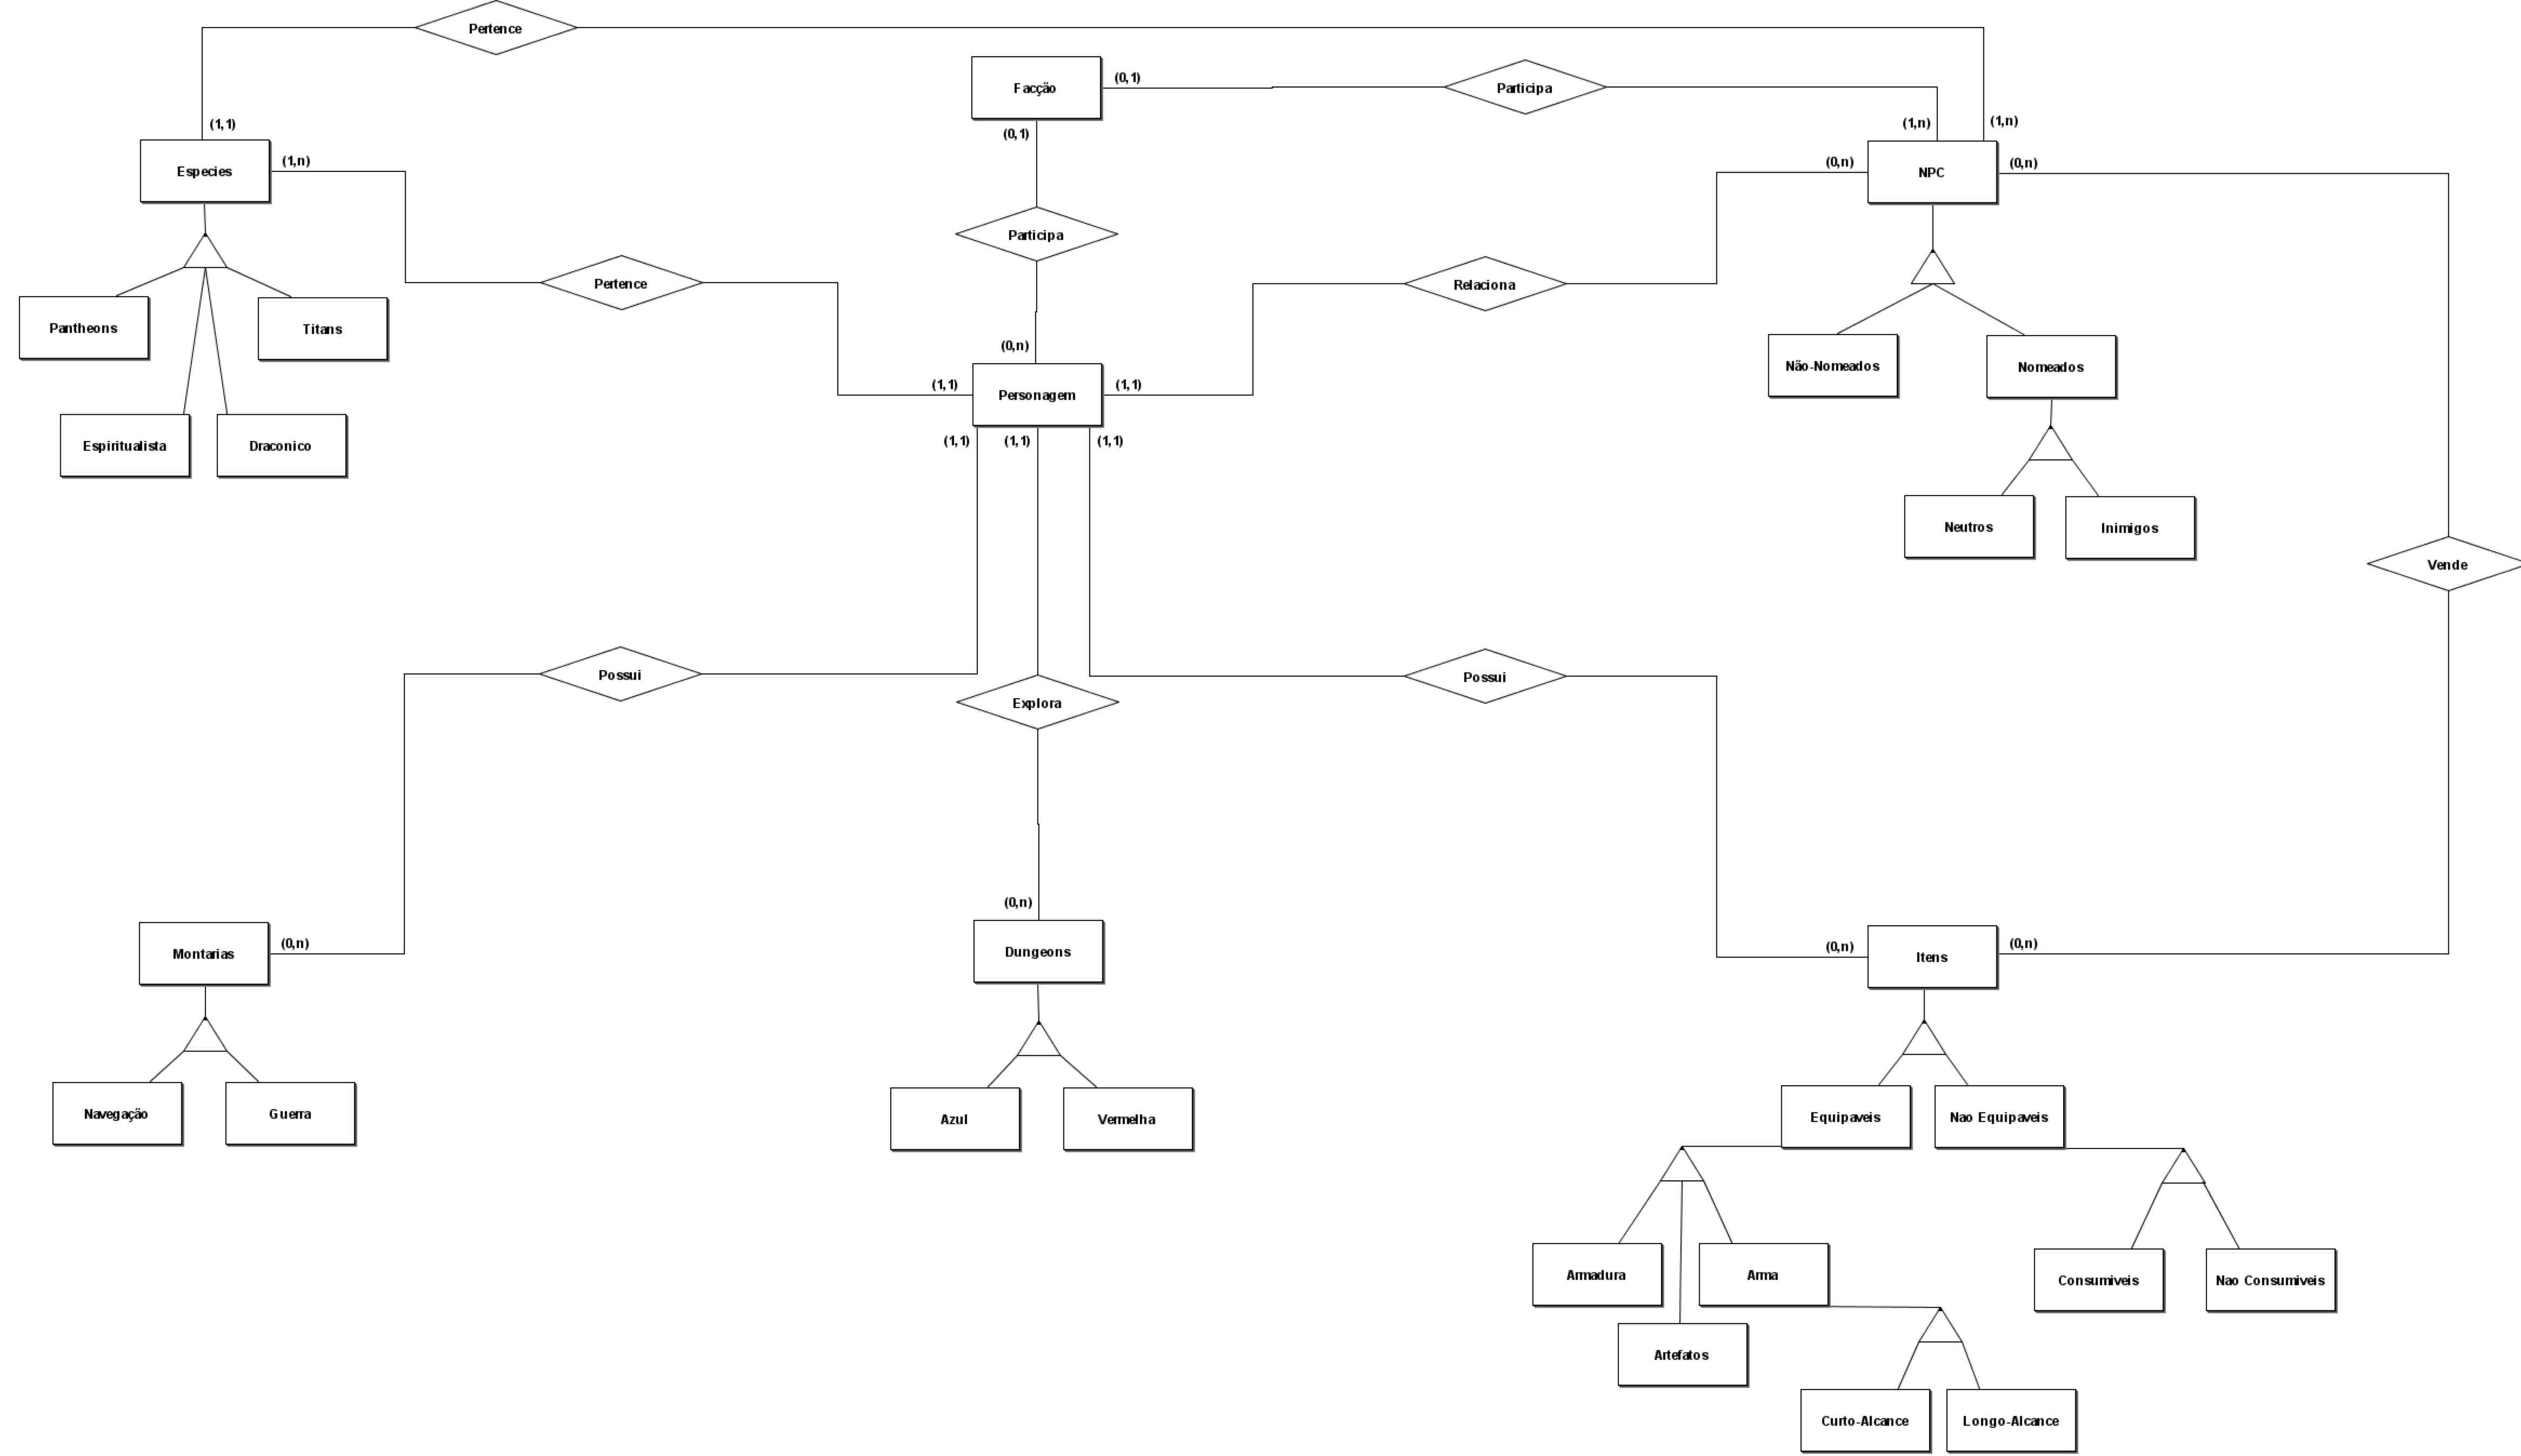 Pertence
Facção
(0,1)
Participa
(1,1)
(0,1)
(1,n)
(1,n)
Especies
(1,n)
(0,n)
NPC
(0,n)
Participa
Pertence
Relaciona
Pantheons
Titans
(0,n)
Não-Nomeados
Nomeados
(1,1)
Personagem
(1,1)
Espiritualista
Draconico
(1,1)
(1,1)
(1,1)
Neutros
Inimigos
Vende
Possui
Explora
Possui
(0,n)
Montarias
(0,n)
Dungeons
(0,n)
Itens
(0,n)
Navegação
Guerra
Azul
Vermelha
Equipaveis
Nao Equipaveis
Armadura
Arma
Consumiveis
Nao Consumiveis
Artefatos
Curto-Alcance
Longo-Alcance